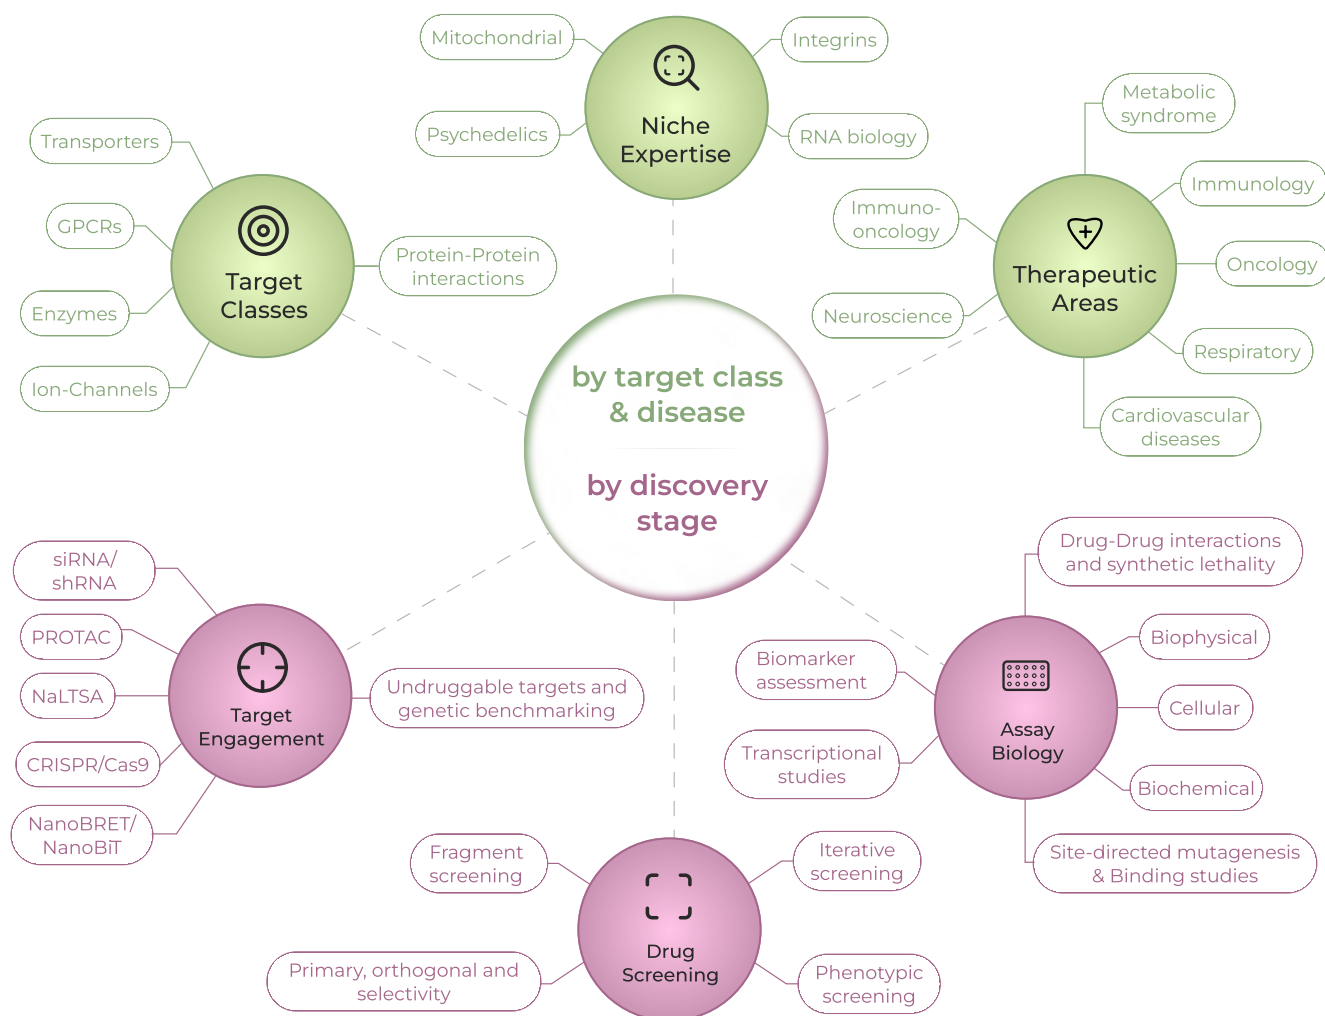 Mitochondrial
Integrins
Psychedelics
RNA biology
Niche
Expertise
Transporters
GPCRs
Enzymes
Ion-Channels
Protein-Protein
interactions
Target
Classes
Metabolic
syndrome
Immunology
Immuno-
oncology
Oncology
Neuroscience
Respiratory
Cardiovascular
diseases
Therapeutic
Areas
by target class
& disease
by discovery
stage
siRNA/
shRNA
PROTAC
NaLTSA
CRISPR/Cas9
NanoBRET/
NanoBiT
Undruggable targets and
genetic benchmarking
Target
Engagement
Drug-Drug interactions
and synthetic lethality
Biophysical
Biomarker
assessment
Cellular
Transcriptional
studies
Biochemical
Site-directed mutagenesis
& Binding studies
Assay
Biology
Fragment
screening
Iterative
screening
Primary, orthogonal and
selectivity
Phenotypic
screening
Drug
Screening